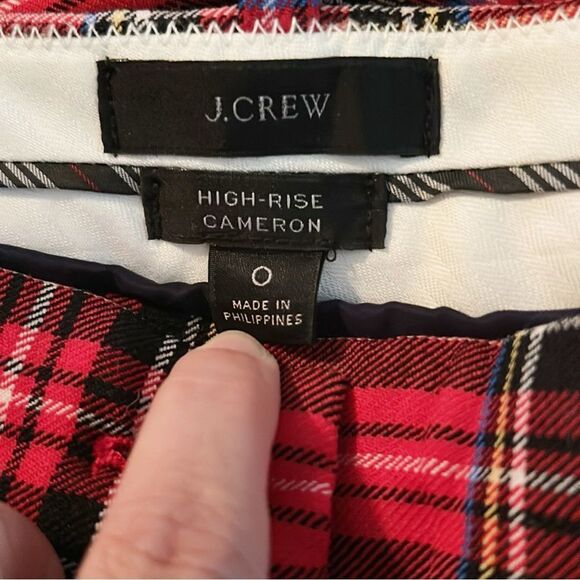 J.CREW
HIGH-RISE
CAMERON
0
MADE IN
PHILIPPINES